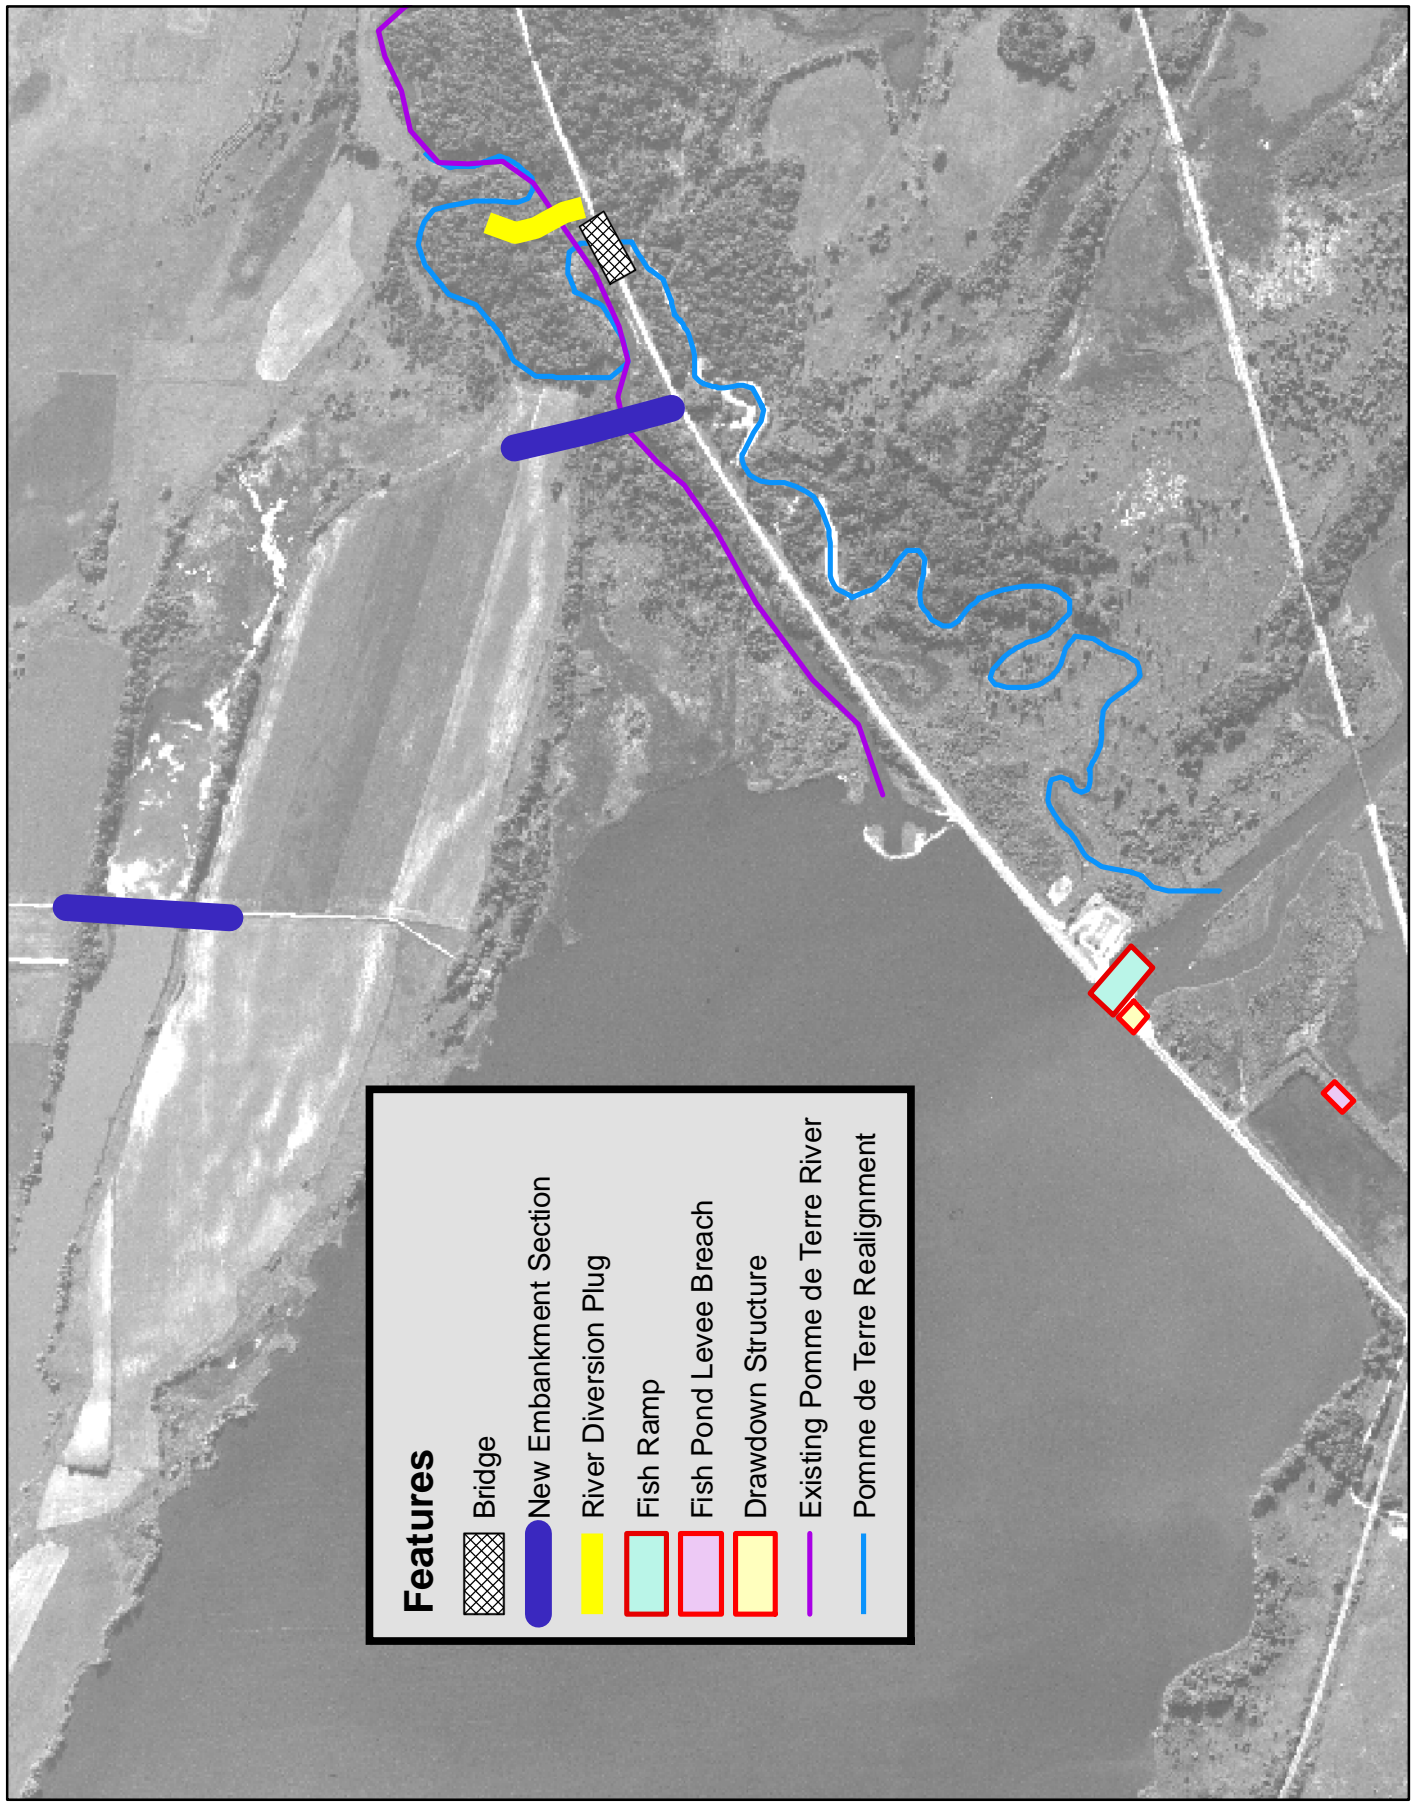 Features
Bridge
New Embankment Section
River Diversion Plug
Fish Ramp
Fish Pond Levee Breach
Drawdown Structure
Existing Pomme de Terre River
Pomme de Terre Realignment